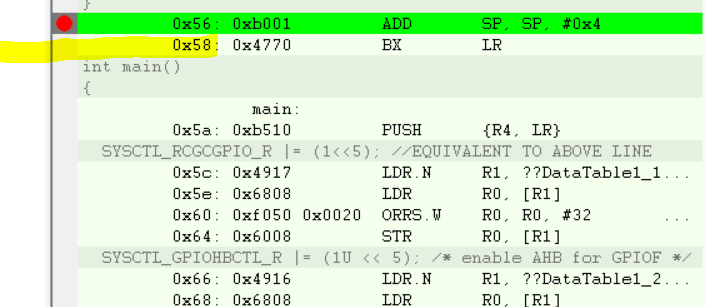 }
0x56: 0xb001 ADD SP, SP, #0x4
0x58: 0x4770 BX LR
int main()
{
main:
0x5a: 0xb510 PUSH {R4, LR}
SYSCTL_RCGCGPIO_R |= (1<<5); //EQUIVALENT TO ABOVE LINE
0x5c: 0x4917 LDR.N R1, ??DataTable1_1...
0x5e: 0x6808 LDR R0, [R1]
0x60: 0xf050 0x0020 ORRS.W R0, R0, #32 ...
0x64: 0x6008 STR R0, [R1]
SYSCTL_GPIOHBCTL_R |= (1U << 5); /* enable AHB for GPIOF */
0x66: 0x4916 LDR.N R1, ??DataTable1_2...
0x68: 0x6808 LDR R0, [R1]